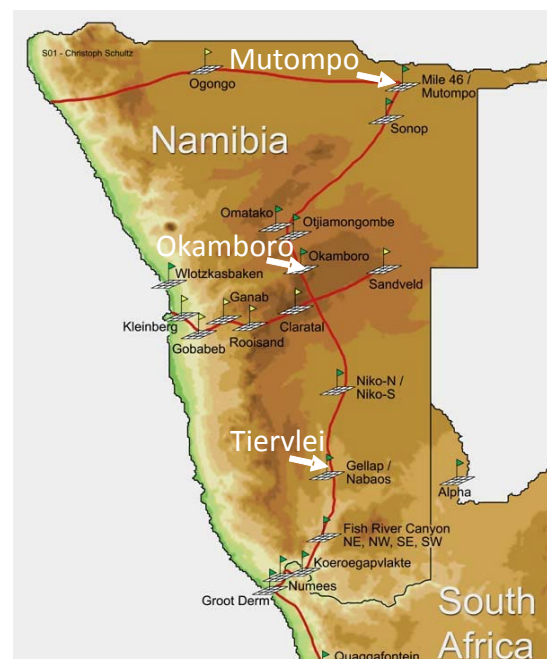 S01 - Christoph Schultz
Mutompo
Ogongo
Mile 46 /
Mutompo
Sonop
Namibia
Omatako
Otjiamongombe
Okamboro
Okamboro
Wlotzkasbaken
Sandveld
Ganab
Kleinberg
Claratal
Rooisand
Gobabeb
Niko-N /
Niko-S
Tiervlei
Gellap /
Nabaos
Alpha
Fish River Canyon
NE, NW, SE, SW
Koeroegapvlakte
Numees
Groot Derm
South
Africa
Quaggafontein